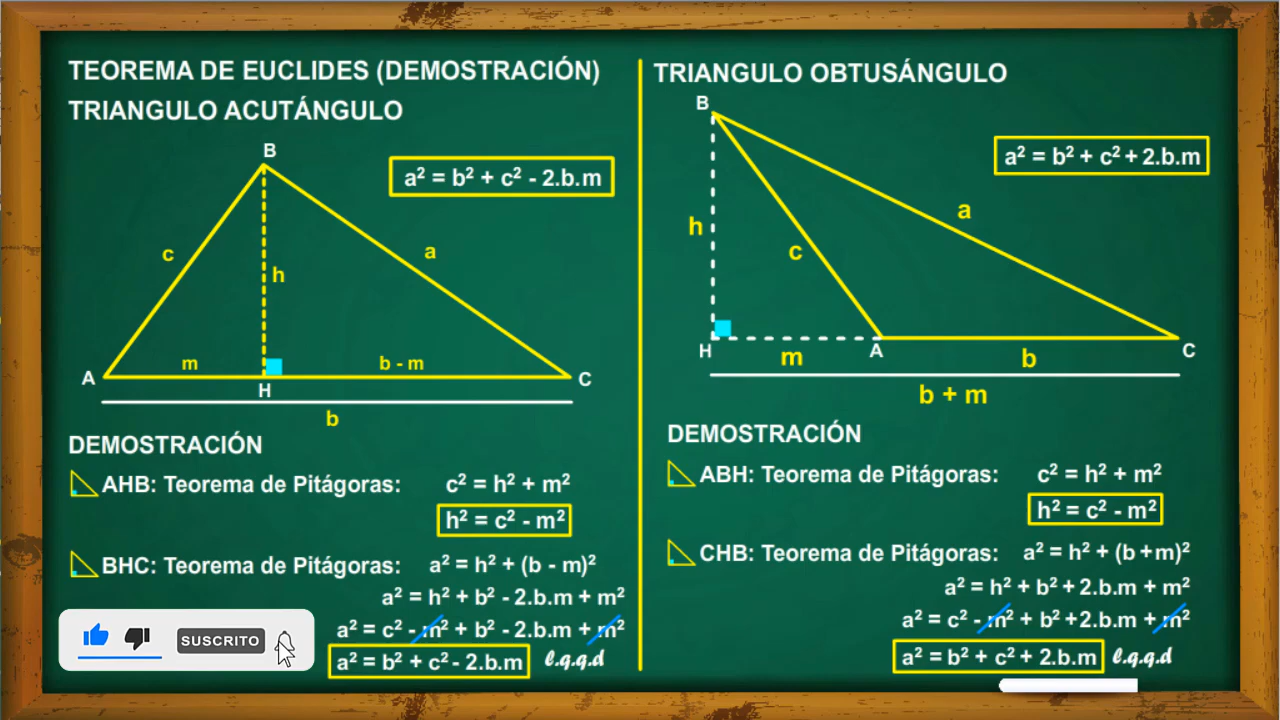 TEOREMA DE EUCLIDES (DEMOSTRACIÓN)
TRIANGULO ACUTÁNGULO
B
a² = b² + c² - 2.b.m
c
a
h
m
b - m
A
H
C
b
DEMOSTRACIÓN
AHB: Teorema de Pitágoras: c² = h² + m²
h² = c² - m²
BHC: Teorema de Pitágoras: a² = h² + (b - m)²
a² = h² + b² - 2.b.m + m²
a² = c² - m² + b² - 2.b.m + m²
a² = b² + c² - 2.b.m l.q.q.d
SUSCRITO
TRIANGULO OBTUSÁNGULO
B
a² = b² + c² + 2.b.m
a
h
c
H
m
A
b
C
b + m
DEMOSTRACIÓN
ABH: Teorema de Pitágoras: c² = h² + m²
h² = c² - m²
CHB: Teorema de Pitágoras: a² = h² + (b + m)²
a² = h² + b² + 2.b.m + m²
a² = c² - m² + b² + 2.b.m + m²
a² = b² + c² + 2.b.m l.q.q.d